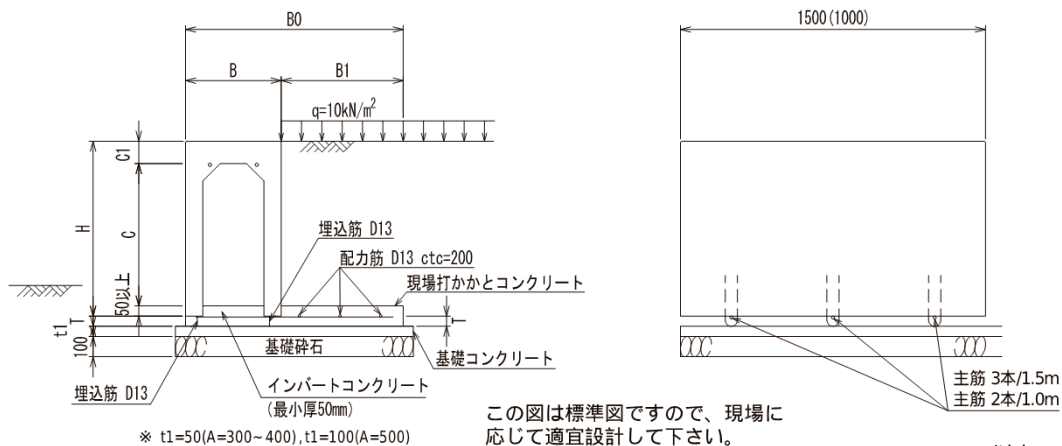 B0
B
B1
q=10kN/m²
C1
H
C
50以上
T
t1
100
埋込筋 D13
配力筋 D13 ctc=200
現場打かかとコンクリート
T
基礎砕石
基礎コンクリート
埋込筋 D13
インバートコンクリート
(最小厚50mm)
※ t1=50(A=300~400),t1=100(A=500)
1500(1000)
主筋 3本/1.5m
主筋 2本/1.0m
この図は標準図ですので、現場に
応じて適宜設計して下さい。